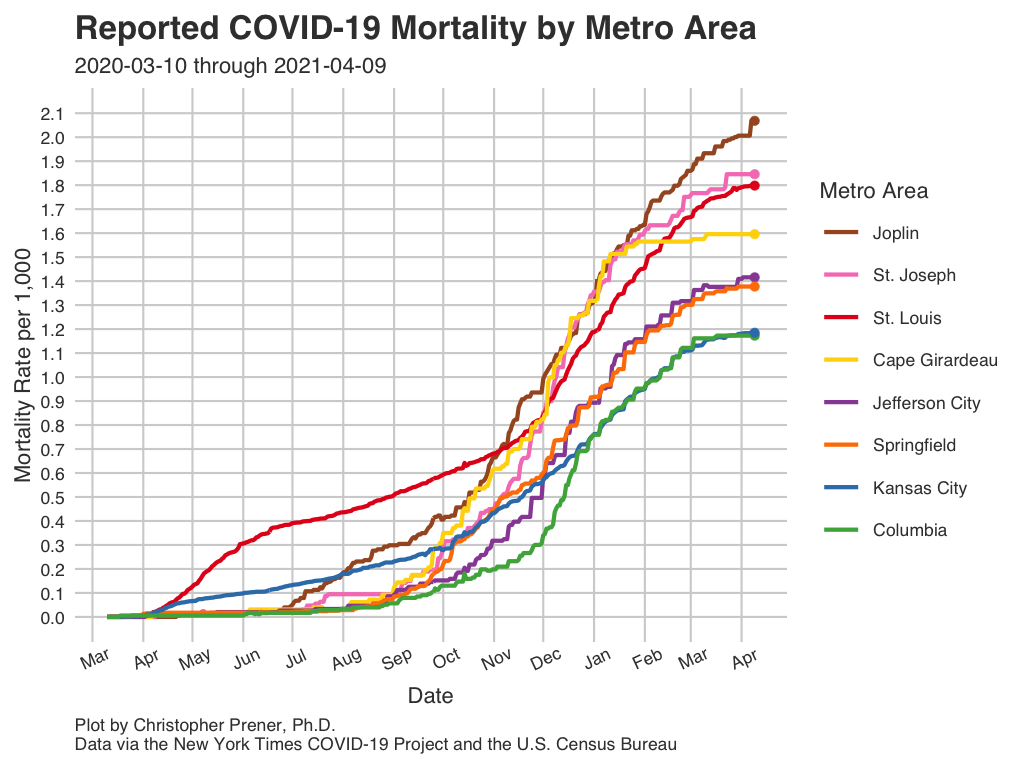 Reported COVID-19 Mortality by Metro Area
2020-03-10 through 2021-04-09
Mortality Rate per 1,000
2.1
2.0
1.9
1.8
1.7
1.6
1.5
1.4
1.3
1.2
1.1
1.0
0.9
0.8
0.7
0.6
0.5
0.4
0.3
0.2
0.1
0.0
Mar Apr May Jun Jul Aug Sep Oct Nov Dec Jan Feb Mar Apr
Date
Metro Area
Joplin
St. Joseph
St. Louis
Cape Girardeau
Jefferson City
Springfield
Kansas City
Columbia
Plot by Christopher Prener, Ph.D.
Data via the New York Times COVID-19 Project and the U.S. Census Bureau